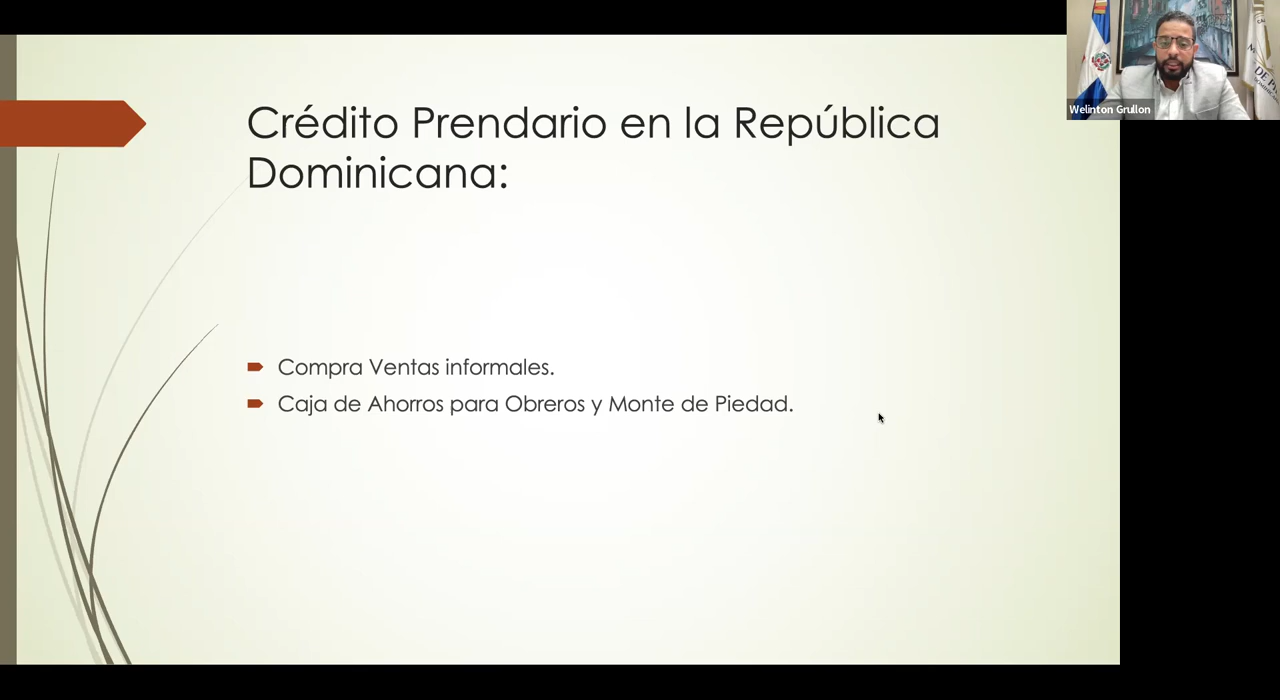 Crédito Prendario en la República
Dominicana:
Compra Ventas informales.
Caja de Ahorros para Obreros y Monte de Piedad.
Welinton Grullon